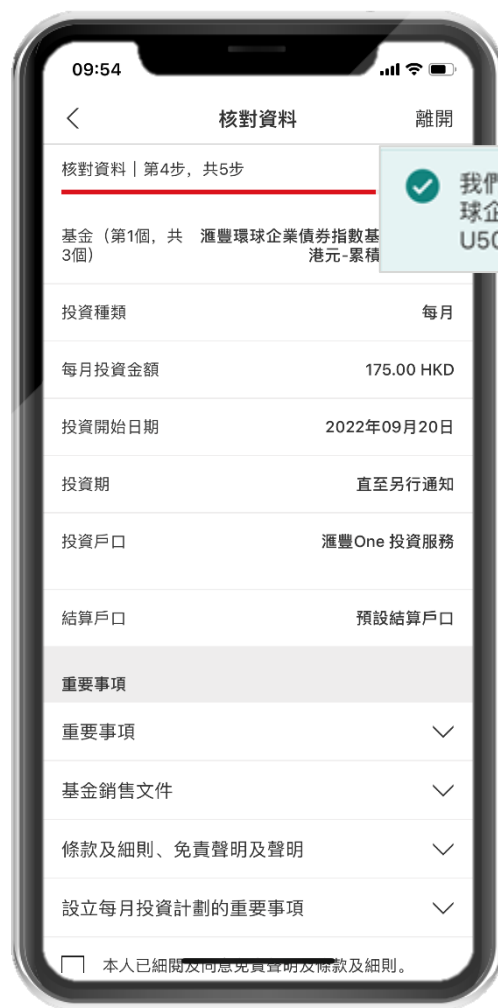 09:54
核對資料
離開
核對資料｜第4步，共5步
我們
球企
U50
基金（第1個，共
3個）
滙豐環球企業債券指數基
港元-累積
投資種類
每月
每月投資金額
175.00 HKD
投資開始日期
2022年09月20日
投資期
直至另行通知
投資戶口
滙豐One 投資服務
結算戶口
預設結算戶口
重要事項
重要事項
基金銷售文件
條款及細則、免責聲明及聲明
設立每月投資計劃的重要事項
本人已細閱及同意免責聲明及條款及細則。